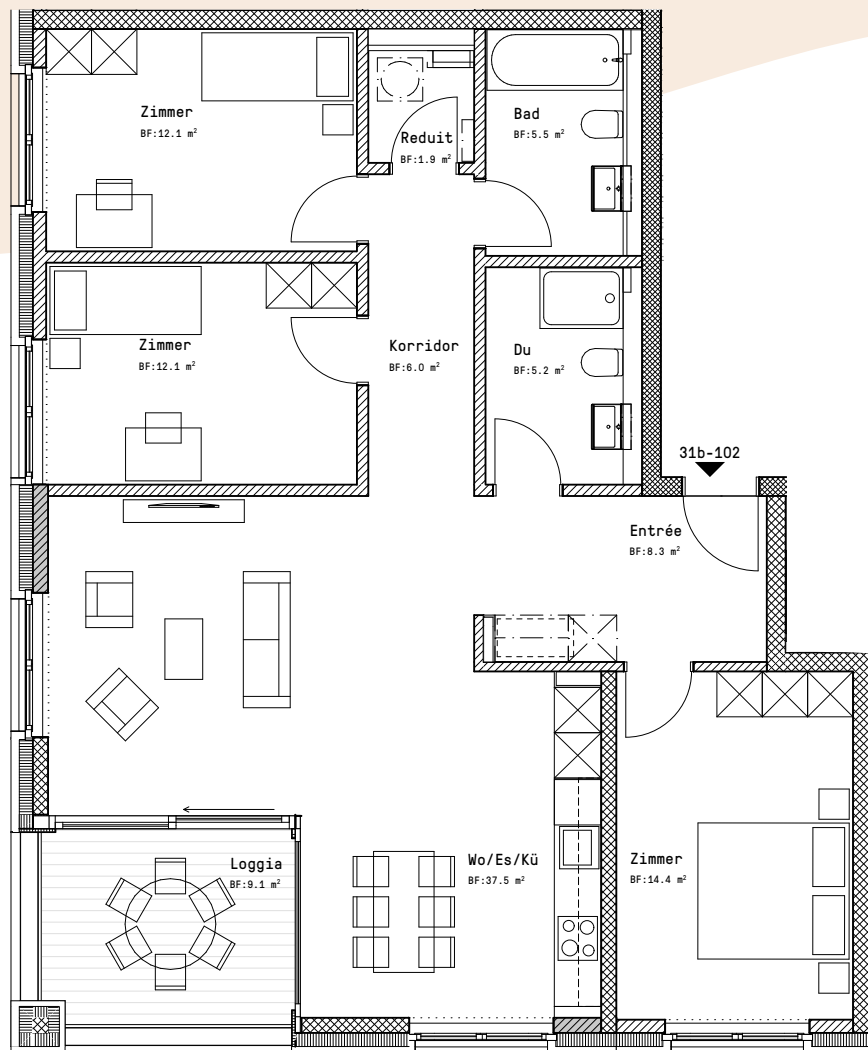 Zimmer
BF:12.1 m²
Reduit
BF:1.9 m²
Bad
BF:5.5 m²
Zimmer
BF:12.1 m²
Korridor
BF:6.0 m²
Du
BF:5.2 m²
31b-102
Entrée
BF:8.3 m²
Loggia
BF:9.1 m²
Wo/Es/Kü
BF:37.5 m²
Zimmer
BF:14.4 m²